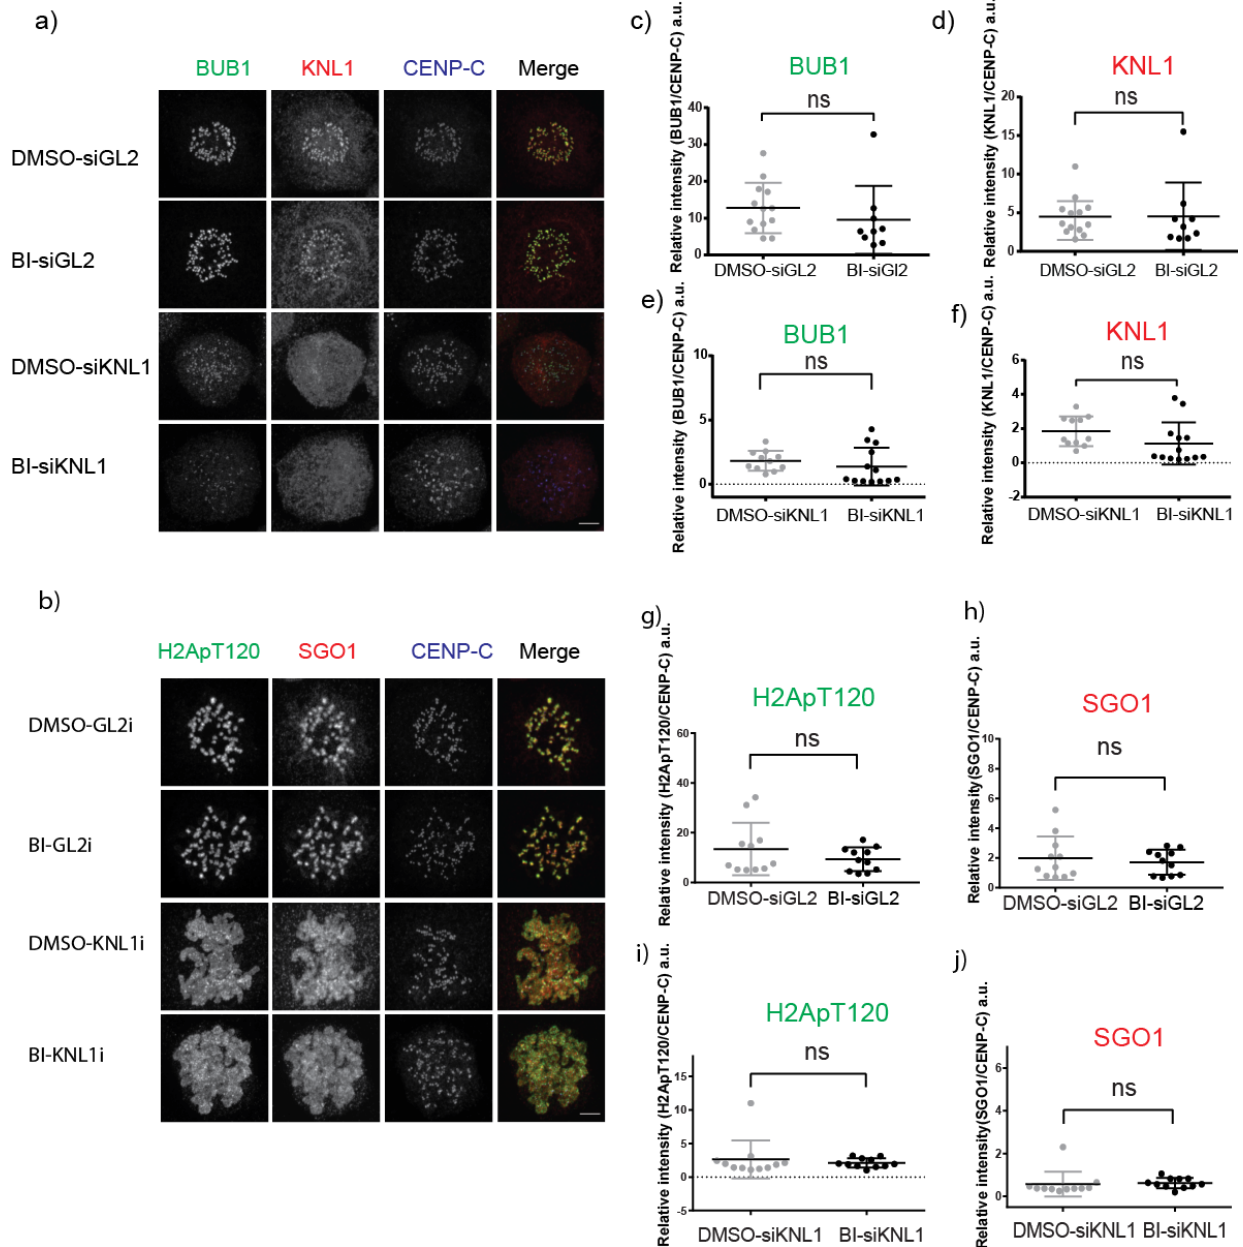 a)
BUB1 KNL1 CENP-C Merge
DMSO-siGL2
BI-siGL2
DMSO-siKNL1
BI-siKNL1
b)
H2ApT120 SGO1 CENP-C Merge
DMSO-GL2i
BI-GL2i
DMSO-KNL1i
BI-KNL1i
c)
BUB1
ns
Relative intensity (BUB1/CENP-C) a.u.
40
30
20
10
0
DMSO-siGL2 BI-siGl2
d)
KNL1
ns
Relative intensity (KNL1/CENP-C) a.u.
20
15
10
5
0
DMSO-siGL2 BI-siGL2
e)
BUB1
ns
Relative intensity (BUB1/CENP-C) a.u.
10
5
0
DMSO-siKNL1 BI-siKNL1
f)
KNL1
ns
Relative intensity (KNL1/CENP-C) a.u.
6
4
2
0
-2
DMSO-siKNL1 BI-siKNL1
g)
H2ApT120
ns
Relative intensity (H2ApT120/CENP-C) a.u.
60
40
20
0
DMSO-siGL2 BI-siGL2
h)
SGO1
ns
Relative intensity(SGO1/CENP-C) a.u.
10
8
6
4
2
0
DMSO-siGL2 BI-siGL2
i)
H2ApT120
ns
Relative intensity (H2ApT120/CENP-C) a.u.
15
10
5
0
-5
DMSO-siKNL1 BI-siKNL1
j)
SGO1
ns
Relative intensity(SGO1/CENP-C) a.u.
6
4
2
0
DMSO-siKNL1 BI-siKNL1